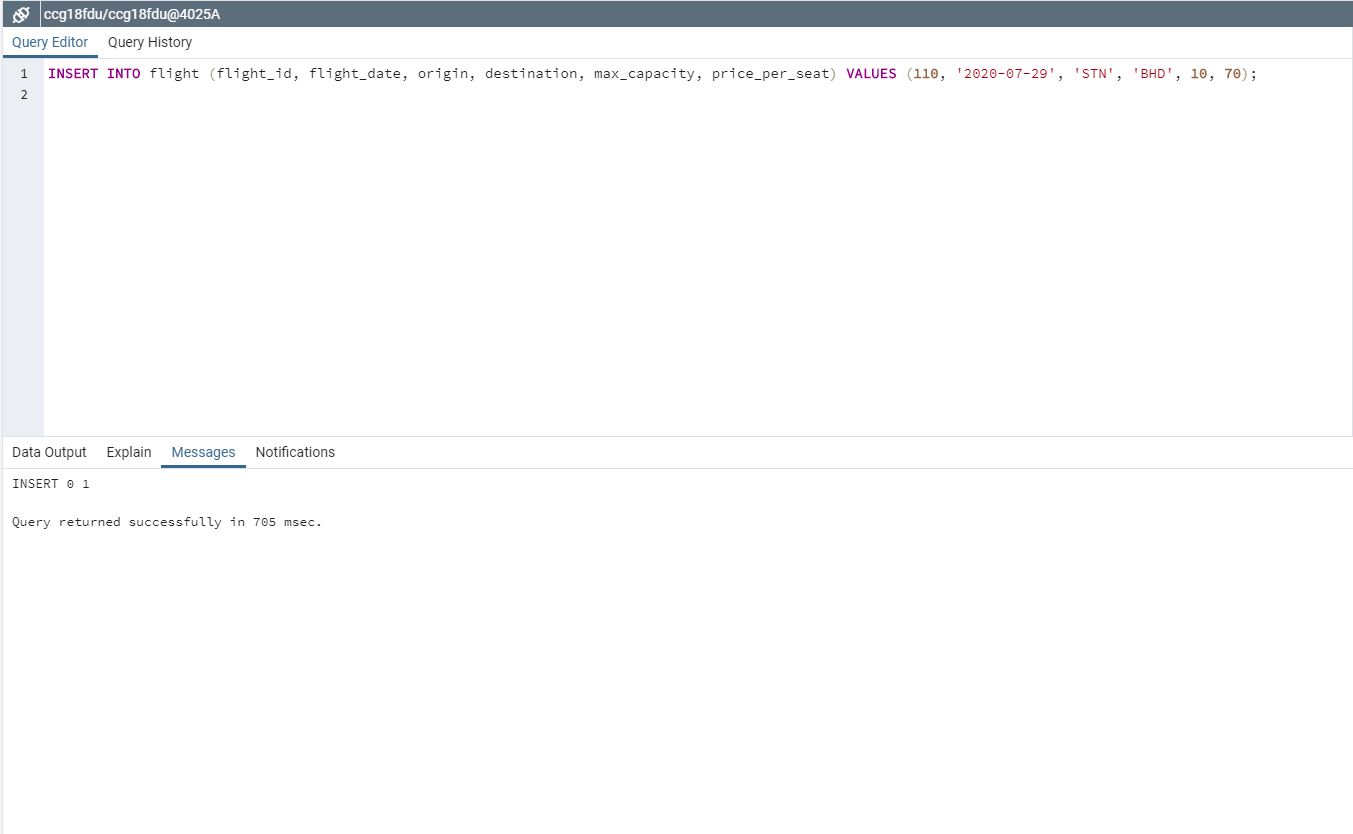 ccg18fdu/ccg18fdu@4025A
Query Editor Query History
1 INSERT INTO flight (flight_id, flight_date, origin, destination, max_capacity, price_per_seat) VALUES (110, '2020-07-29', 'STN', 'BHD', 10, 70);
2
Data Output Explain Messages Notifications
INSERT 0 1
Query returned successfully in 705 msec.